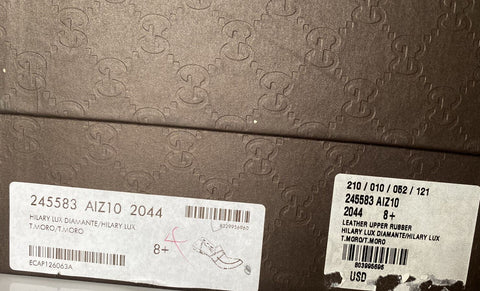 245583 AIZ10 2044
HILARY LUX DIAMANTE/HILARY LUX
T.MORO/T.MORO
8+
ECAP126063A
210 / 010 / 052 / 121
245583 AIZ10
2044 8+
LEATHER UPPER RUBBER
HILARY LUX DIAMANTE/HILARY LUX
T.MORO/T.MORO
USD